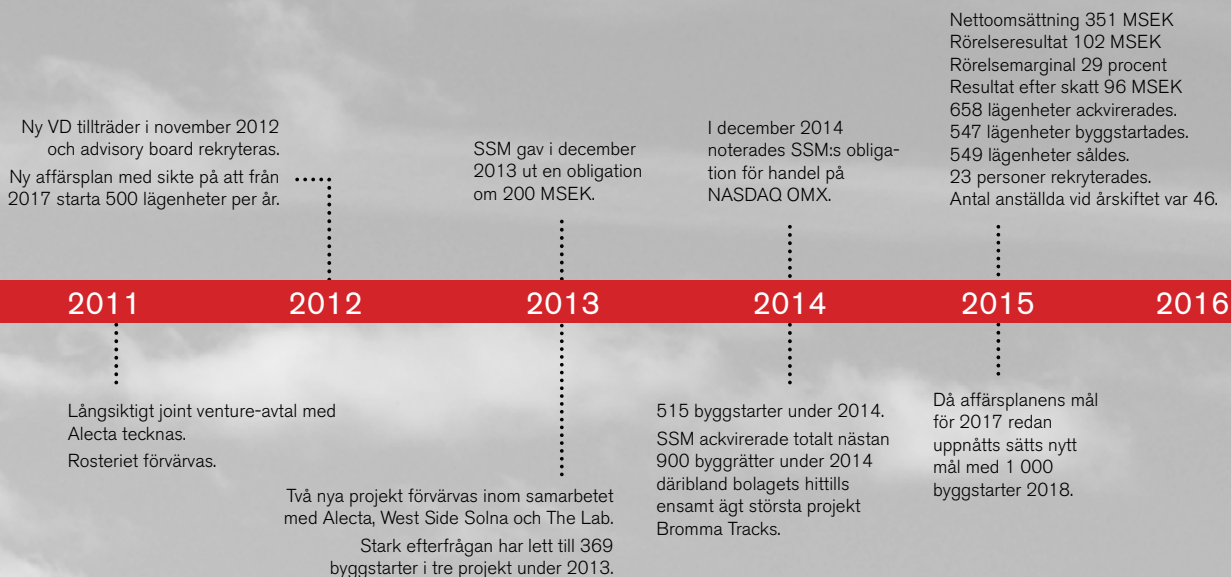 Ny VD tillträder i november 2012
och advisory board rekryteras.
Ny affärsplan med sikte på att från
2017 starta 500 lägenheter per år.
SSM gav i december
2013 ut en obligation
om 200 MSEK.
I december 2014
noterades SSM:s obliga-
tion för handel på
NASDAQ OMX.
Nettoomsättning 351 MSEK
Rörelseresultat 102 MSEK
Rörelsemarginal 29 procent
Resultat efter skatt 96 MSEK
658 lägenheter ackvirerades.
547 lägenheter byggstartades.
549 lägenheter såldes.
23 personer rekryterades.
Antal anställda vid årskiftet var 46.
2011 2012 2013 2014 2015 2016
Långsiktigt joint venture-avtal med
Alecta tecknas.
Rosteriet förvärvas.
Två nya projekt förvärvas inom samarbetet
med Alecta, West Side Solna och The Lab.
Stark efterfrågan har lett till 369
byggstarter i tre projekt under 2013.
515 byggstarter under 2014.
SSM ackvirerade totalt nästan
900 byggrätter under 2014
däribland bolagets hittills
ensamt ägt största projekt
Bromma Tracks.
Då affärsplanens mål
för 2017 redan
uppnåtts sätts nytt
mål med 1 000
byggstarter 2018.